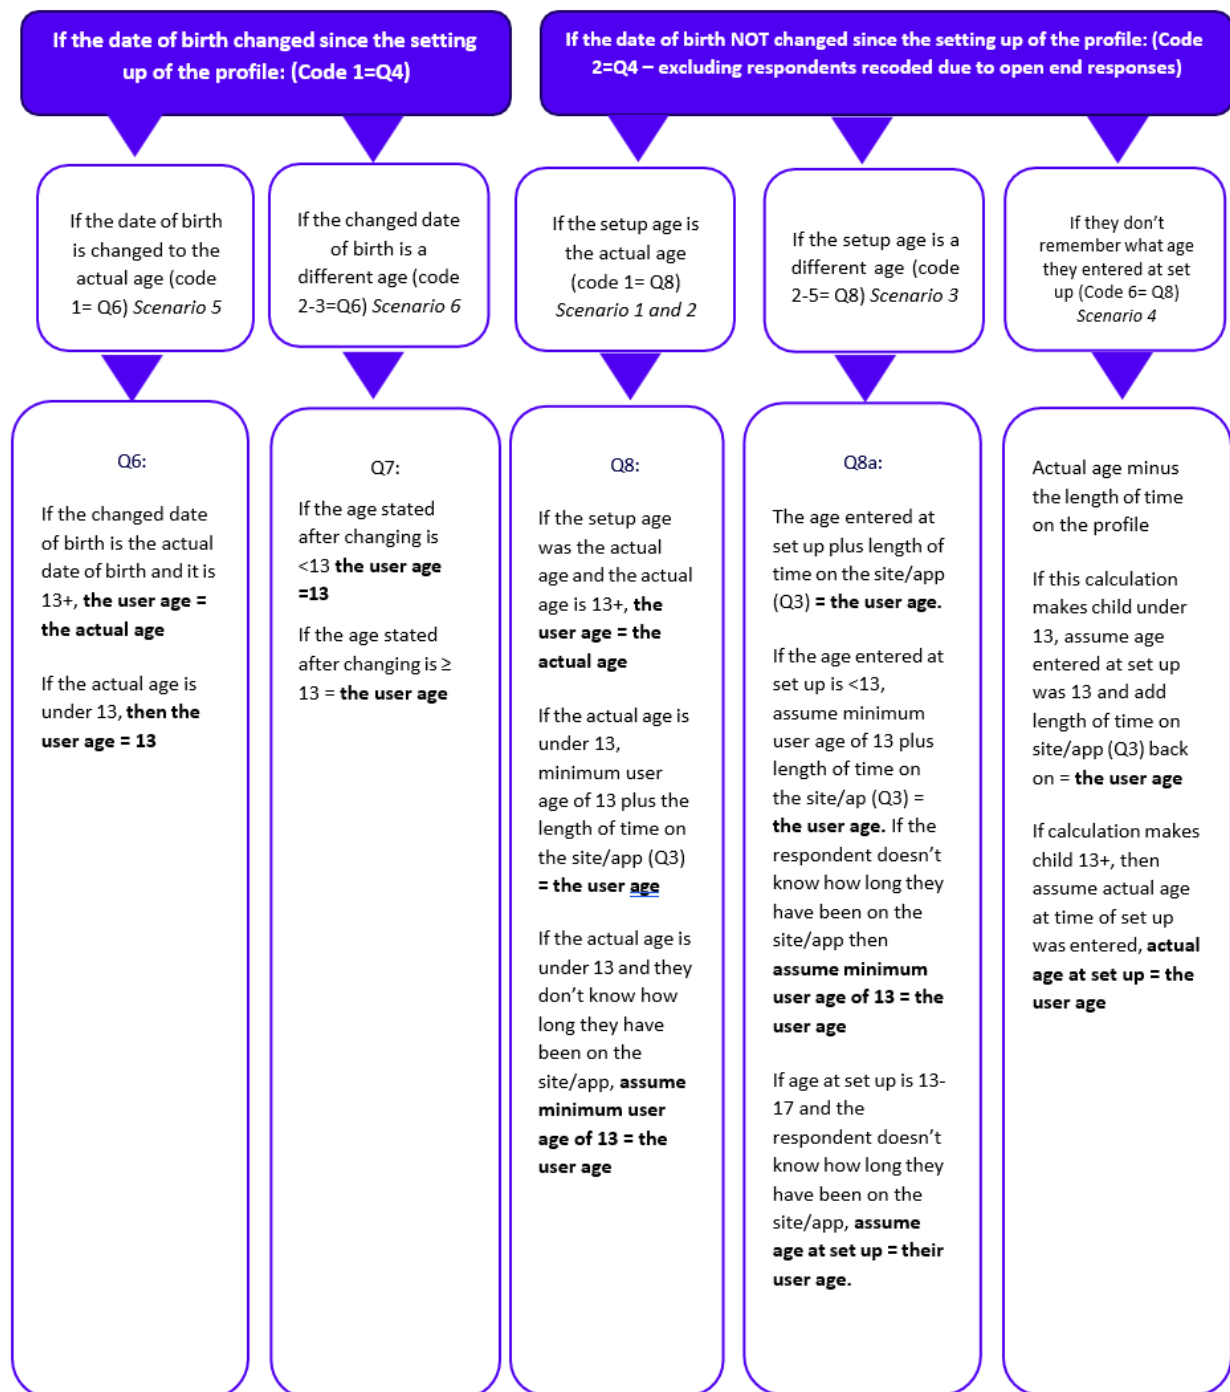 If the date of birth changed since the setting
up of the profile: (Code 1=Q4)
If the date of birth NOT changed since the setting up of the profile: (Code
2=Q4 – excluding respondents recoded due to open end responses)
If the date of birth
is changed to the
actual age (code
1= Q6) Scenario 5
If the changed date
of birth is a
different age (code
2-3=Q6) Scenario 6
If the setup age is
the actual age
(code 1= Q8)
Scenario 1 and 2
If the setup age is a
different age (code
2-5= Q8) Scenario 3
If they don’t
remember what age
they entered at set
up (Code 6= Q8)
Scenario 4
Q6:
If the changed date
of birth is the actual
date of birth and it is
13+, the user age =
the actual age
If the actual age is
under 13, then the
user age = 13
Q7:
If the age stated
after changing is
<13 the user age
=13
If the age stated
after changing is ≥
13 = the user age
Q8:
If the setup age
was the actual
age and the actual
age is 13+, the
user age = the
actual age
If the actual age is
under 13,
minimum user
age of 13 plus the
length of time on
the site/app (Q3)
= the user age
If the actual age is
under 13 and they
don’t know how
long they have
been on the
site/app, assume
minimum user
age of 13 = the
user age
Q8a:
The age entered at
set up plus length of
time on the site/app
(Q3) = the user age.
If the age entered at
set up is <13,
assume minimum
user age of 13 plus
length of time on
the site/ap (Q3) =
the user age. If the
respondent doesn’t
know how long they
have been on the
site/app then
assume minimum
user age of 13 = the
user age
If age at set up is 13-
17 and the
respondent doesn’t
know how long they
have been on the
site/app, assume
age at set up = their
user age.
Actual age minus
the length of time
on the profile
If this calculation
makes child under
13, assume age
entered at set up
was 13 and add
length of time on
site/app (Q3) back
on = the user age
If calculation makes
child 13+, then
assume actual age
at time of set up
was entered, actual
age at set up = the
user age